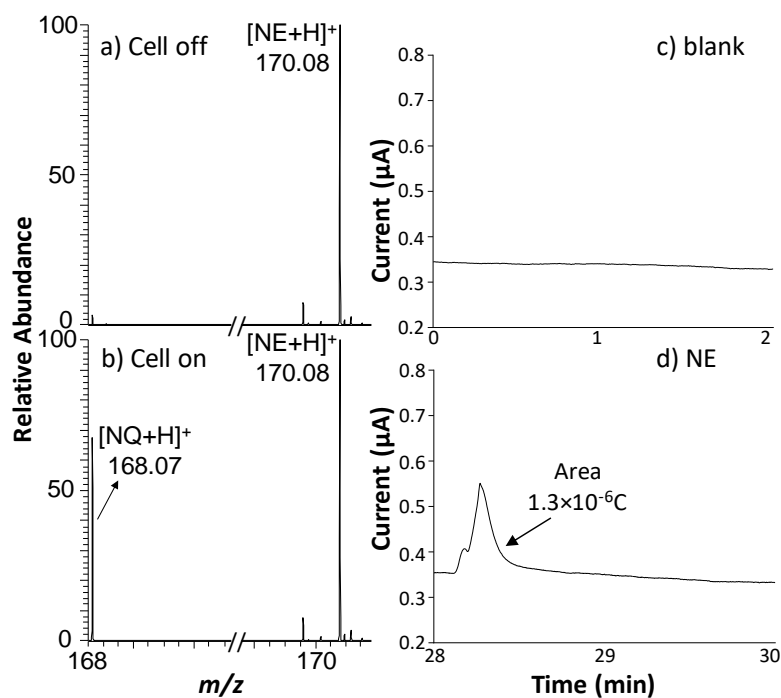 a) Cell off
[NE+H]⁺
170.08
100
50
0
b) Cell on
[NE+H]⁺
170.08
[NQ+H]⁺
168.07
100
50
0
168
170
m/z
Relative Abundance
c) blank
0.8
0.7
0.6
0.5
0.4
0.3
0.2
0
1
2
Current (µA)
d) NE
Area
1.3×10⁻⁶C
0.8
0.7
0.6
0.5
0.4
0.3
0.2
28
29
30
Current (µA)
Time (min)